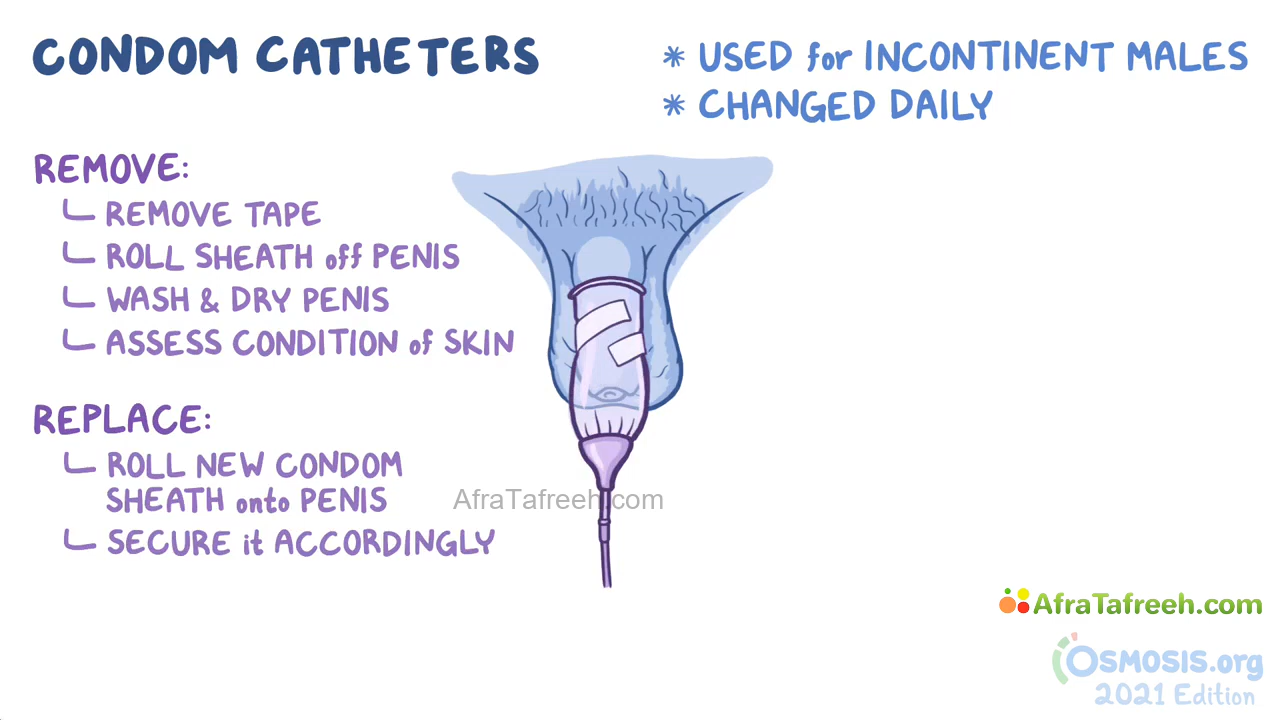 CONDOM CATHETERS
* USED for INCONTINENT MALES
* CHANGED DAILY
REMOVE:
REMOVE TAPE
ROLL SHEATH off PENIS
WASH & DRY PENIS
ASSESS CONDITION of SKIN
REPLACE:
ROLL NEW CONDOM
SHEATH onto PENIS
SECURE it ACCORDINGLY
AfraTafreeh.com
AfraTafreeh.com
OSMOSIS.org
2021 Edition